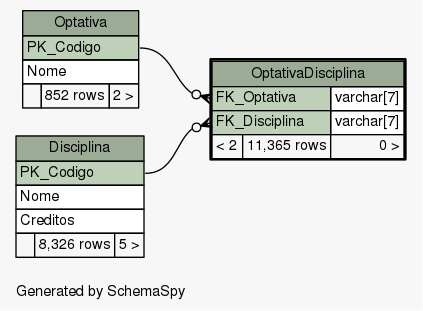 Optativa
PK_Codigo
Nome
852 rows 2 >
OptativaDisciplina
FK_Optativa varchar[7]
FK_Disciplina varchar[7]
< 2 11,365 rows 0 >
Disciplina
PK_Codigo
Nome
Creditos
8,326 rows 5 >
Generated by SchemaSpy